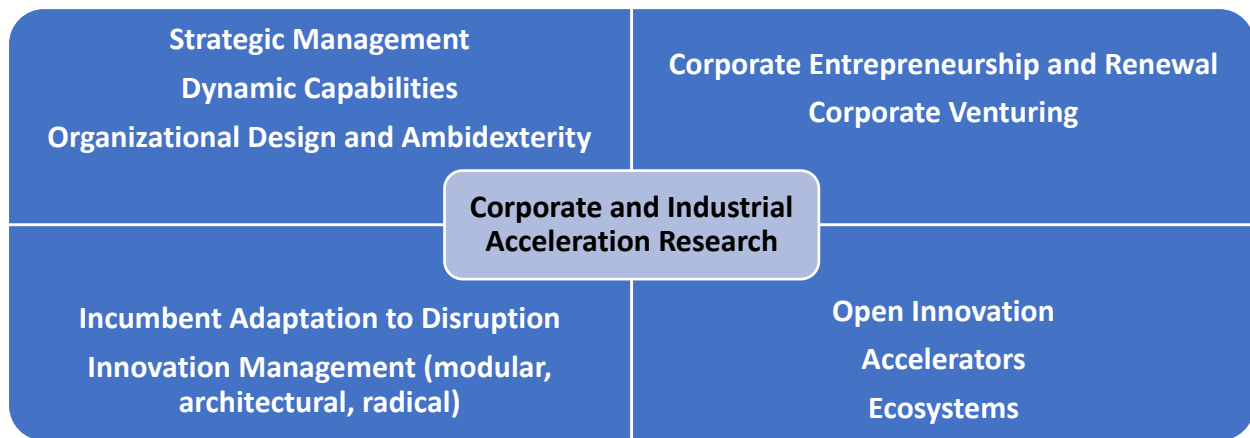 Strategic Management
Dynamic Capabilities
Organizational Design and Ambidexterity
Corporate Entrepreneurship and Renewal
Corporate Venturing
Corporate and Industrial
Acceleration Research
Incumbent Adaptation to Disruption
Innovation Management (modular,
architectural, radical)
Open Innovation
Accelerators
Ecosystems